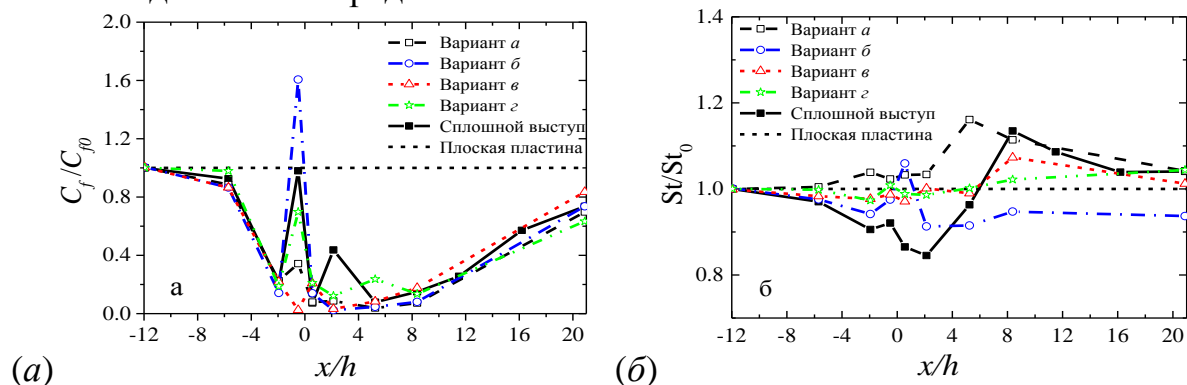 1.6
C_f/C_f0
1.2
0.8
0.4
0.0
-12 -8 -4 0 4 8 12 16 20
x/h
Вариант а
Вариант б
Вариант в
Вариант г
Сплошной выступ
Плоская пластина
а
(а)
1.4
1.2
1.0
0.8
St/St_0
-12 -8 -4 0 4 8 12 16 20
x/h
Вариант а
Вариант б
Вариант в
Вариант г
Сплошной выступ
Плоская пластина
б
(б)
2.0